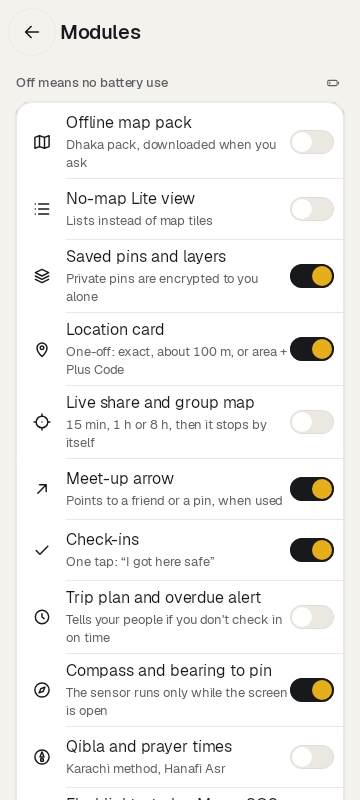 Modules
Off means no battery use
Offline map pack
Dhaka pack, downloaded when you
ask
No-map Lite view
Lists instead of map tiles
Saved pins and layers
Private pins are encrypted to you
alone
Location card
One-off: exact, about 100 m, or area +
Plus Code
Live share and group map
15 min, 1 h or 8 h, then it stops by
itself
Meet-up arrow
Points to a friend or a pin, when used
Check-ins
One tap: “I got here safe”
Trip plan and overdue alert
Tells your people if you don't check in
on time
Compass and bearing to pin
The sensor runs only while the screen
is open
Qibla and prayer times
Karachi method, Hanafi Asr